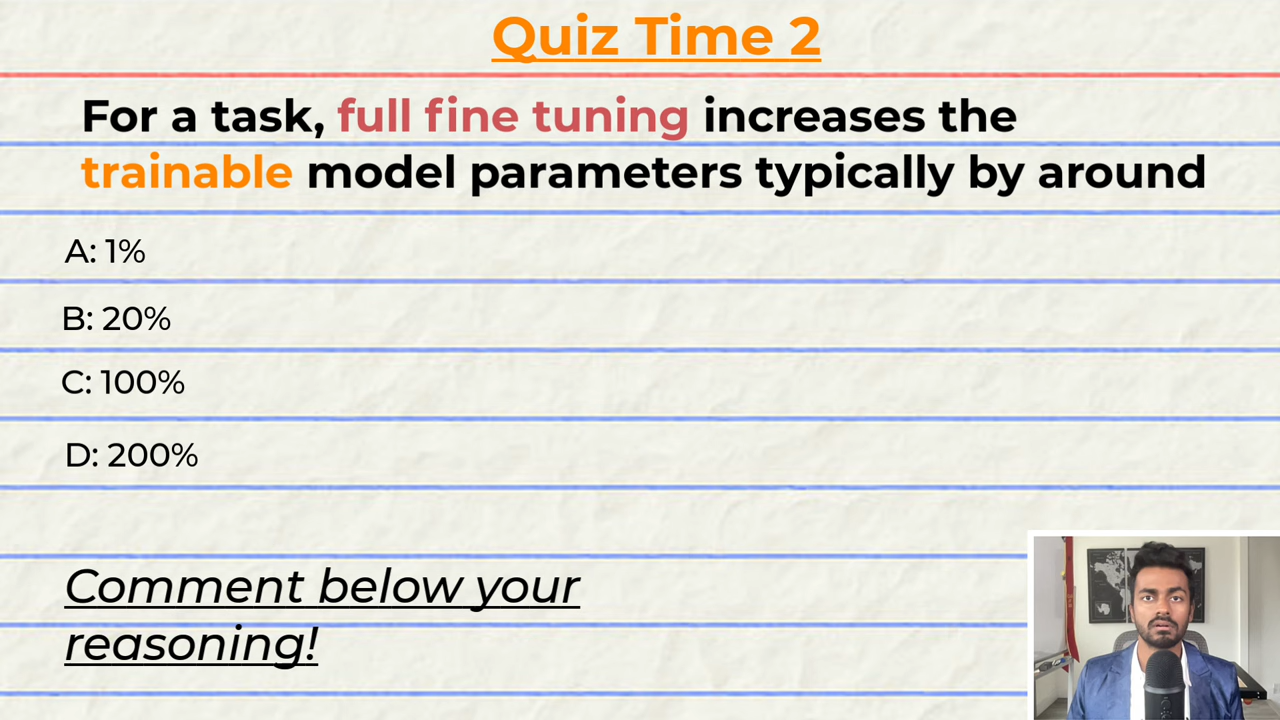 Quiz Time 2
For a task, full fine tuning increases the
trainable model parameters typically by around
A: 1%
B: 20%
C: 100%
D: 200%
Comment below your
reasoning!